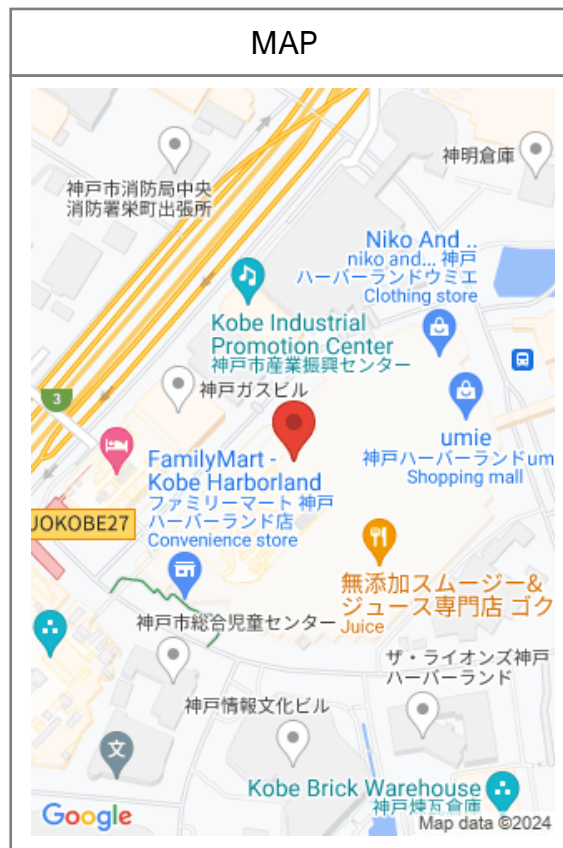 MAP
神明倉庫
神戸市消防局中央
消防署栄町出張所
Niko And ..
niko and... 神戸
ハーバーランドウミエ
Clothing store
Kobe Industrial
Promotion Center
神戸市産業振興センター
3
神戸ガスビル
umie
神戸ハーバーランドum
Shopping mall
FamilyMart -
Kobe Harborland
ファミリーマート 神戸
ハーバーランド店
Convenience store
JOKOBE27
無添加スムージー&
ジュース専門店 ゴク
Juice
神戸市総合児童センター
ザ・ライオンズ神戸
ハーバーランド
神戸情報文化ビル
文
Kobe Brick Warehouse
神戸煉瓦倉庫
Google
Map data ©2024